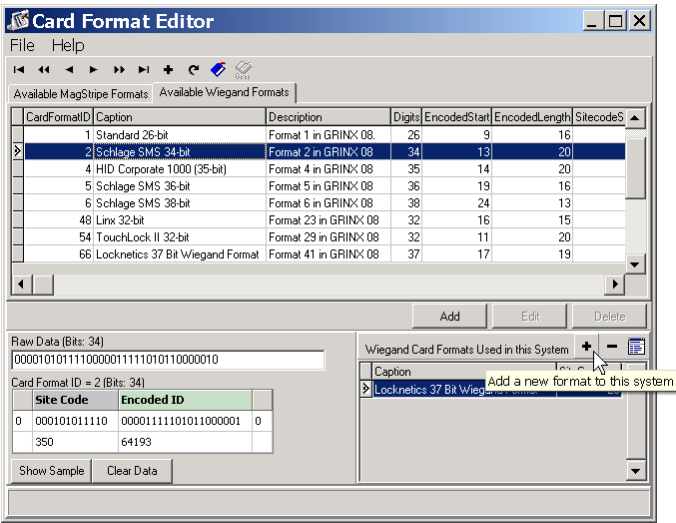 Card Format Editor
File Help
Data
Available MagStripe Formats Available Wiegand Formats
CardFormatID Caption Description Digits EncodedStart EncodedLength SitecodeS
1 Standard 26-bit Format 1 in GRINX 08. 26 9 16
2 Schlage SMS 34-bit Format 2 in GRINX 08 34 13 20
4 HID Corporate 1000 (35-bit) Format 4 in GRINX 08 35 14 20
5 Schlage SMS 36-bit Format 5 in GRINX 08 36 19 16
6 Schlage SMS 38-bit Format 6 in GRINX 08 38 24 13
48 Linx 32-bit Format 23 in GRINX 08 32 16 15
54 TouchLock II 32-bit Format 29 in GRINX 08 32 11 20
66 Locknetics 37 Bit Wiegand Format Format 41 in GRINX 08 37 17 19
Add Edit Delete
Raw Data (Bits: 34)
0000101011110000011111010110000010
Wiegand Card Formats Used in this System
Card Format ID = 2 (Bits: 34)
Caption
Add a new format to this system
Site Code Encoded ID
Locknetics 37 Bit Wiegand Format
0 000101011110 00001111101011000001 0
350 64193
Show Sample Clear Data